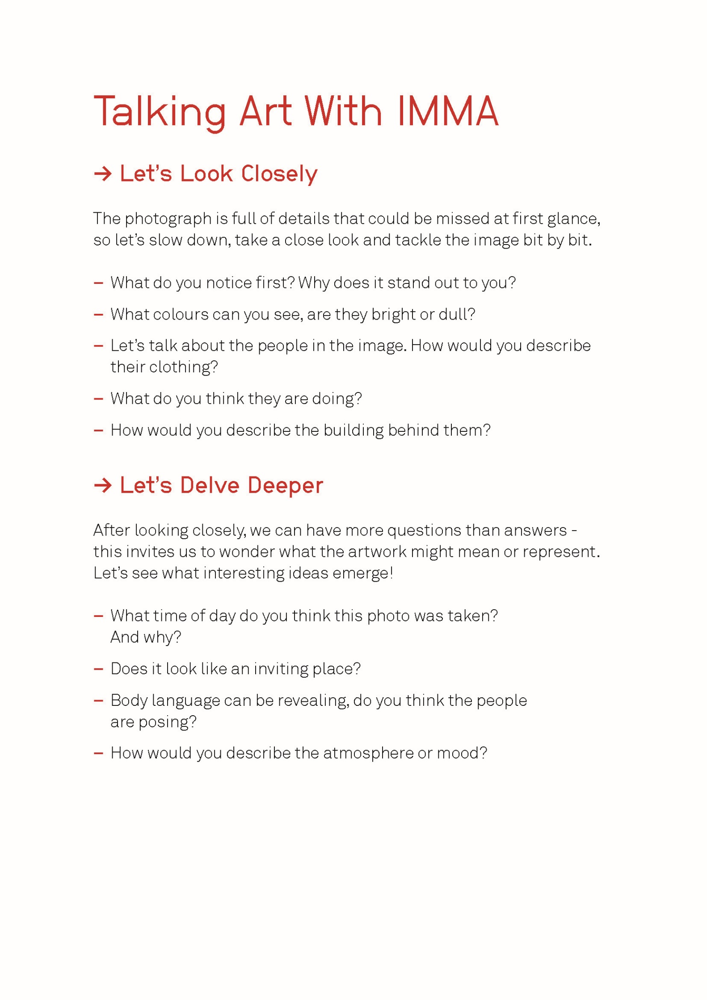 Talking Art With IMMA
→ Let’s Look Closely
The photograph is full of details that could be missed at first glance,
so let’s slow down, take a close look and tackle the image bit by bit.
– What do you notice first? Why does it stand out to you?
– What colours can you see, are they bright or dull?
– Let’s talk about the people in the image. How would you describe
their clothing?
– What do you think they are doing?
– How would you describe the building behind them?
→ Let’s Delve Deeper
After looking closely, we can have more questions than answers -
this invites us to wonder what the artwork might mean or represent.
Let’s see what interesting ideas emerge!
– What time of day do you think this photo was taken?
And why?
– Does it look like an inviting place?
– Body language can be revealing, do you think the people
are posing?
– How would you describe the atmosphere or mood?